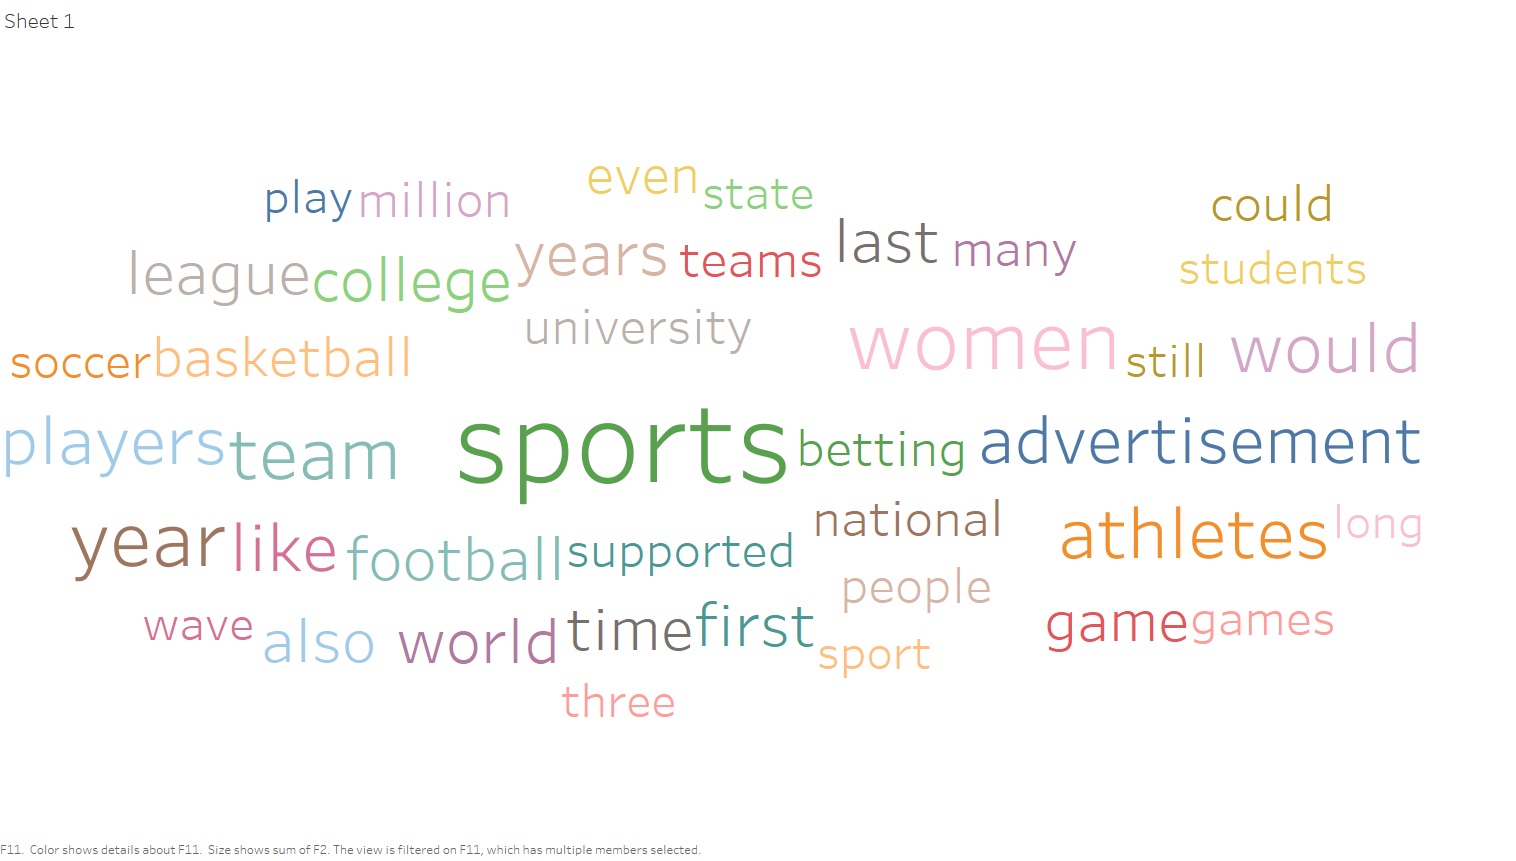 Sheet 1
even
play million state could
last
years teams many
league college students
university
women still would
soccer basketball
players team sports betting advertisement
national
year like football supported athletes long
people
wave also world time first game games
sport
three
F11. Color shows details about F11. Size shows sum of F2. The view is filtered on F11, which has multiple members selected.